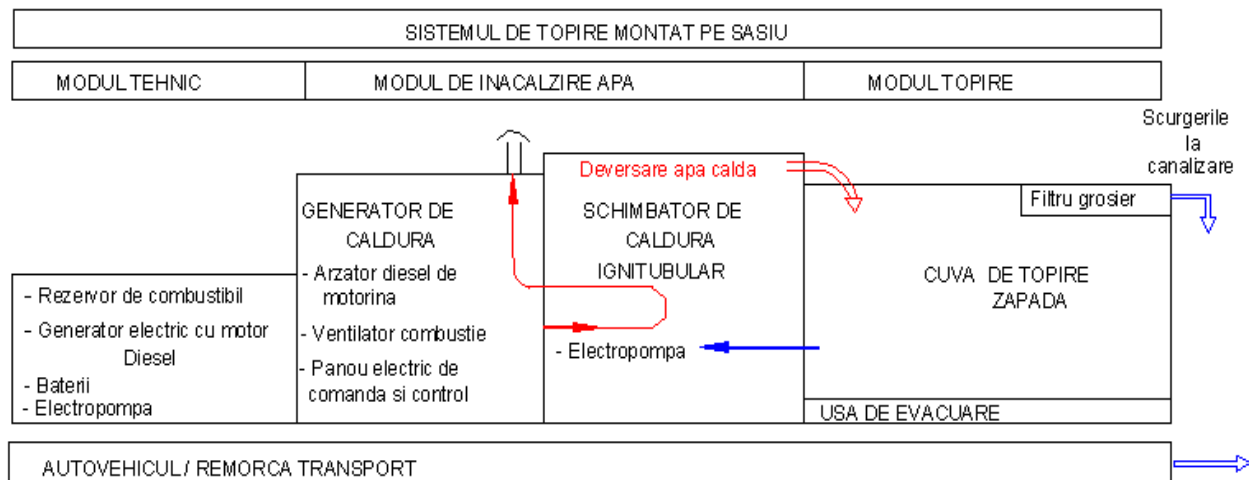 SISTEMUL DE TOPIRE MONTAT PE SASIU
MODUL TEHNIC
MODUL DE INACALZIRE APA
MODUL TOPIRE
Scurgerile
la
canalizare
Deversare apa calda
Filtru grosier
GENERATOR DE
CALDURA
- Arzator diesel de
motorina
- Ventilator combustie
- Panou electric de
comanda si control
SCHIMBATOR DE
CALDURA
IGNITUBULAR
- Electropompa
CUVA DE TOPIRE
ZAPADA
- Rezervor de combustibil
- Generator electric cu motor
Diesel
- Baterii
- Electropompa
USA DE EVACUARE
AUTOVEHICUL/ REMORCA TRANSPORT